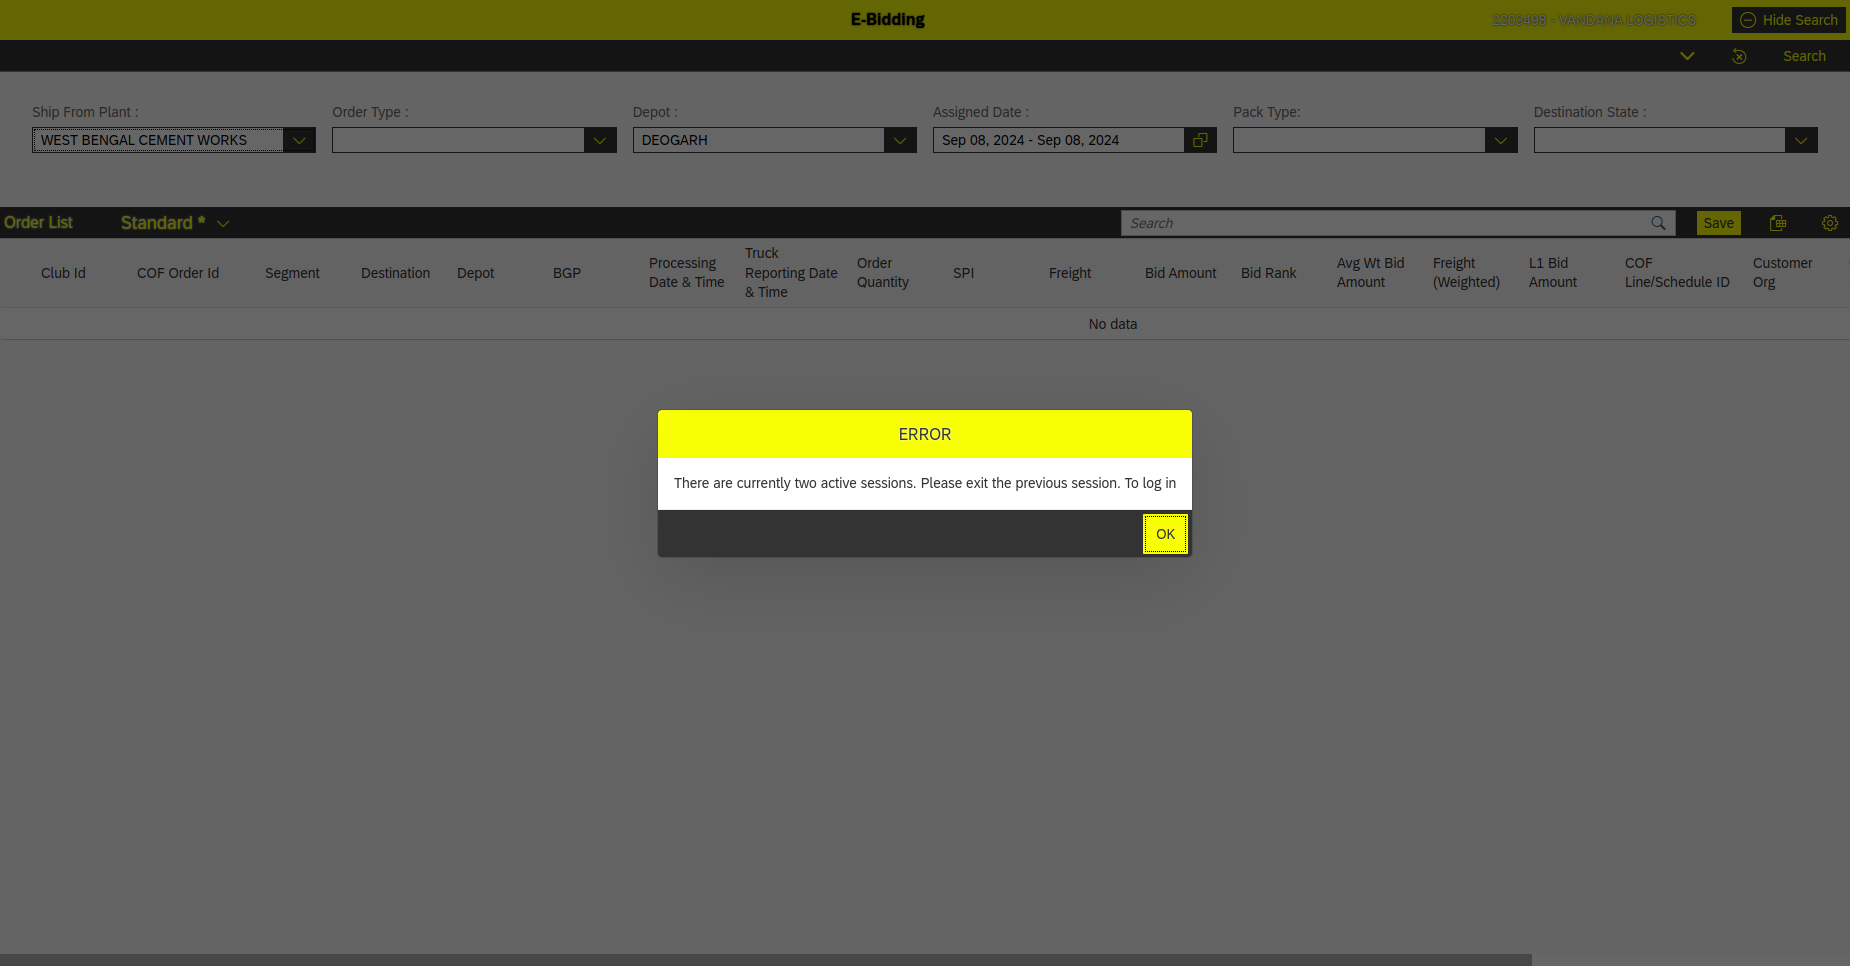 E-Bidding
2203498 - VANDANA LOGISTICS
Hide Search
Search
Ship From Plant :
Order Type :
Depot :
Assigned Date :
Pack Type:
Destination State :
WEST BENGAL CEMENT WORKS
DEOGARH
Sep 08, 2024 - Sep 08, 2024
Order List
Standard *
Search
Save
Club Id
COF Order Id
Segment
Destination
Depot
BGP
Processing
Date & Time
Truck
Reporting Date
& Time
Order
Quantity
SPI
Freight
Bid Amount
Bid Rank
Avg Wt Bid
Amount
Freight
(Weighted)
L1 Bid
Amount
COF
Line/Schedule ID
Customer
Org
No data
ERROR
There are currently two active sessions. Please exit the previous session. To log in
OK